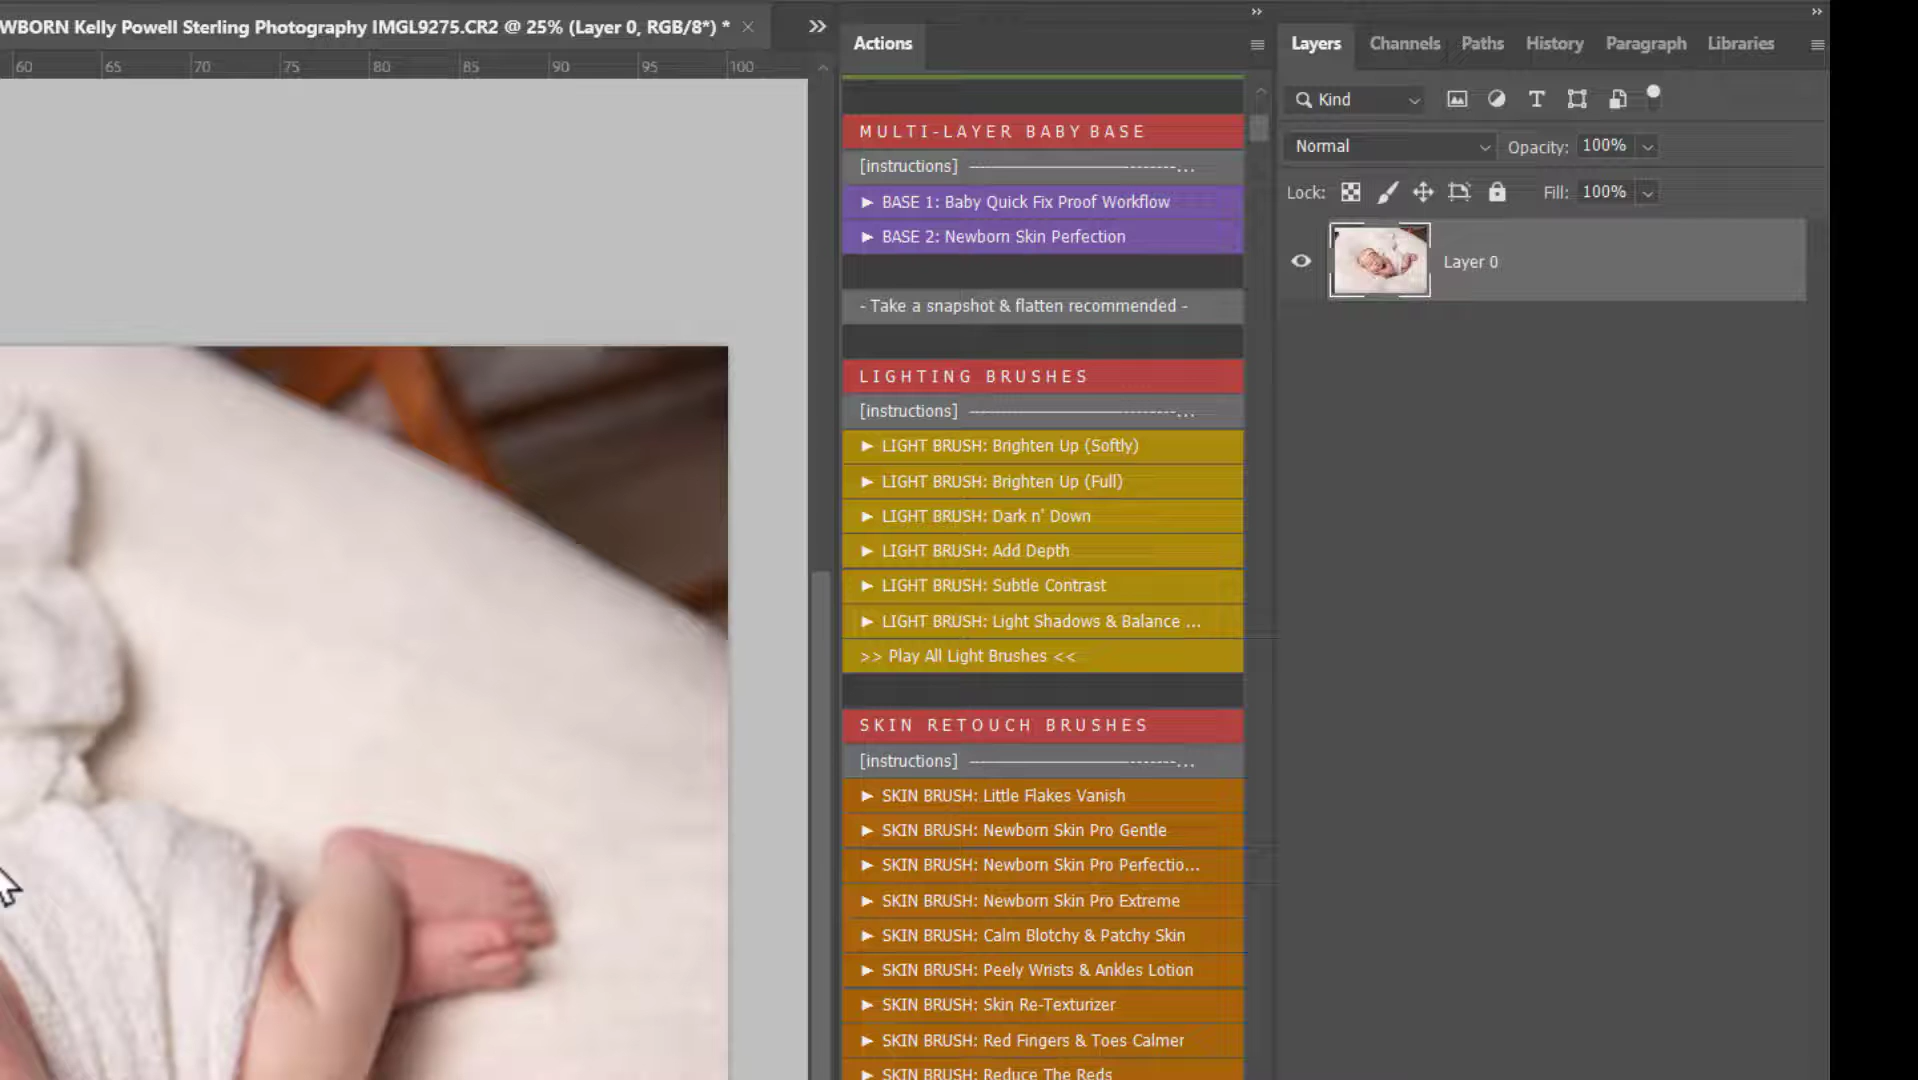 WBORN Kelly Powell Sterling Photography IMGL9275.CR2 @ 25% (Layer 0, RGB/8*) *
60 65 70 75 80 85 90 95 100
Actions
MULTI-LAYER BABY BASE
[instructions] ---------------------------...
BASE 1: Baby Quick Fix Proof Workflow
BASE 2: Newborn Skin Perfection
- Take a snapshot & flatten recommended -
LIGHTING BRUSHES
[instructions] ---------------------------...
LIGHT BRUSH: Brighten Up (Softly)
LIGHT BRUSH: Brighten Up (Full)
LIGHT BRUSH: Dark n' Down
LIGHT BRUSH: Add Depth
LIGHT BRUSH: Subtle Contrast
LIGHT BRUSH: Light Shadows & Balance ...
>> Play All Light Brushes <<
SKIN RETOUCH BRUSHES
[instructions] ---------------------------...
SKIN BRUSH: Little Flakes Vanish
SKIN BRUSH: Newborn Skin Pro Gentle
SKIN BRUSH: Newborn Skin Pro Perfectio...
SKIN BRUSH: Newborn Skin Pro Extreme
SKIN BRUSH: Calm Blotchy & Patchy Skin
SKIN BRUSH: Peely Wrists & Ankles Lotion
SKIN BRUSH: Skin Re-Texturizer
SKIN BRUSH: Red Fingers & Toes Calmer
SKIN BRUSH: Reduce The Reds
Layers Channels Paths History Paragraph Libraries
Kind
Normal Opacity: 100%
Lock: Fill: 100%
Layer 0